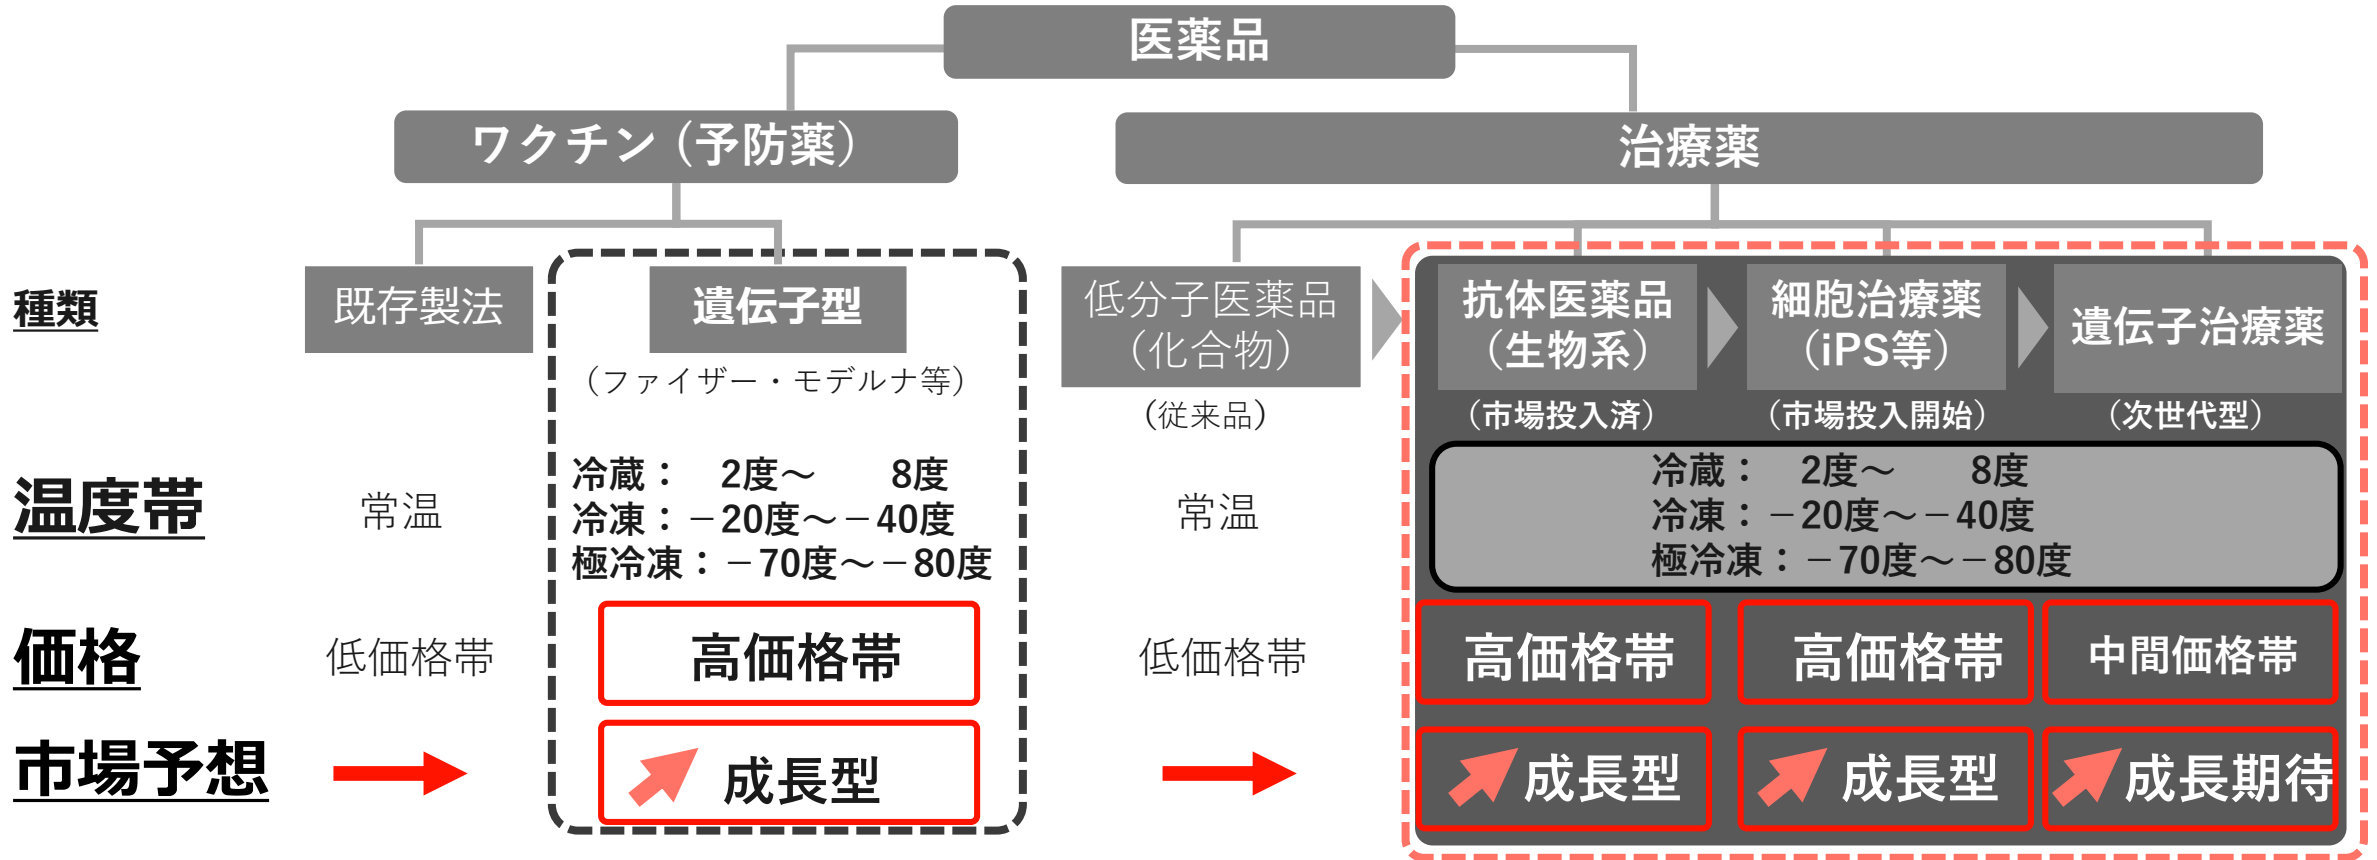 医薬品
ワクチン（予防薬）
治療薬
種類
既存製法
遺伝子型
（ファイザー・モデルナ等）
低分子医薬品
（化合物）
（従来品）
抗体医薬品
（生物系）
（市場投入済）
細胞治療薬
（iPS等）
（市場投入開始）
遺伝子治療薬
（次世代型）
温度帯
常温
冷蔵：　2度～　　8度
冷凍：－20度～－40度
極冷凍：－70度～－80度
常温
冷蔵：　2度～　　8度
冷凍：－20度～－40度
極冷凍：－70度～－80度
価格
低価格帯
高価格帯
低価格帯
高価格帯
高価格帯
中間価格帯
市場予想
成長型
成長型
成長型
成長期待